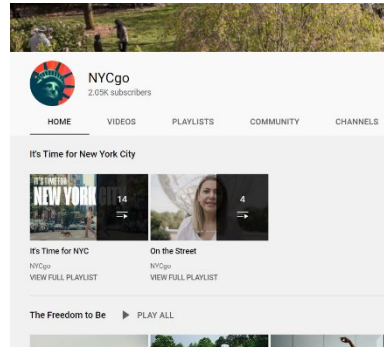 NYCgo
2.05K subscribers
HOME VIDEOS PLAYLISTS COMMUNITY CHANNELS
It's Time for New York City
IT'S TIME FOR
NEW YORK CITY
14
4
It's Time for NYC On the Street
NYCgo NYCgo
VIEW FULL PLAYLIST VIEW FULL PLAYLIST
The Freedom to Be PLAY ALL